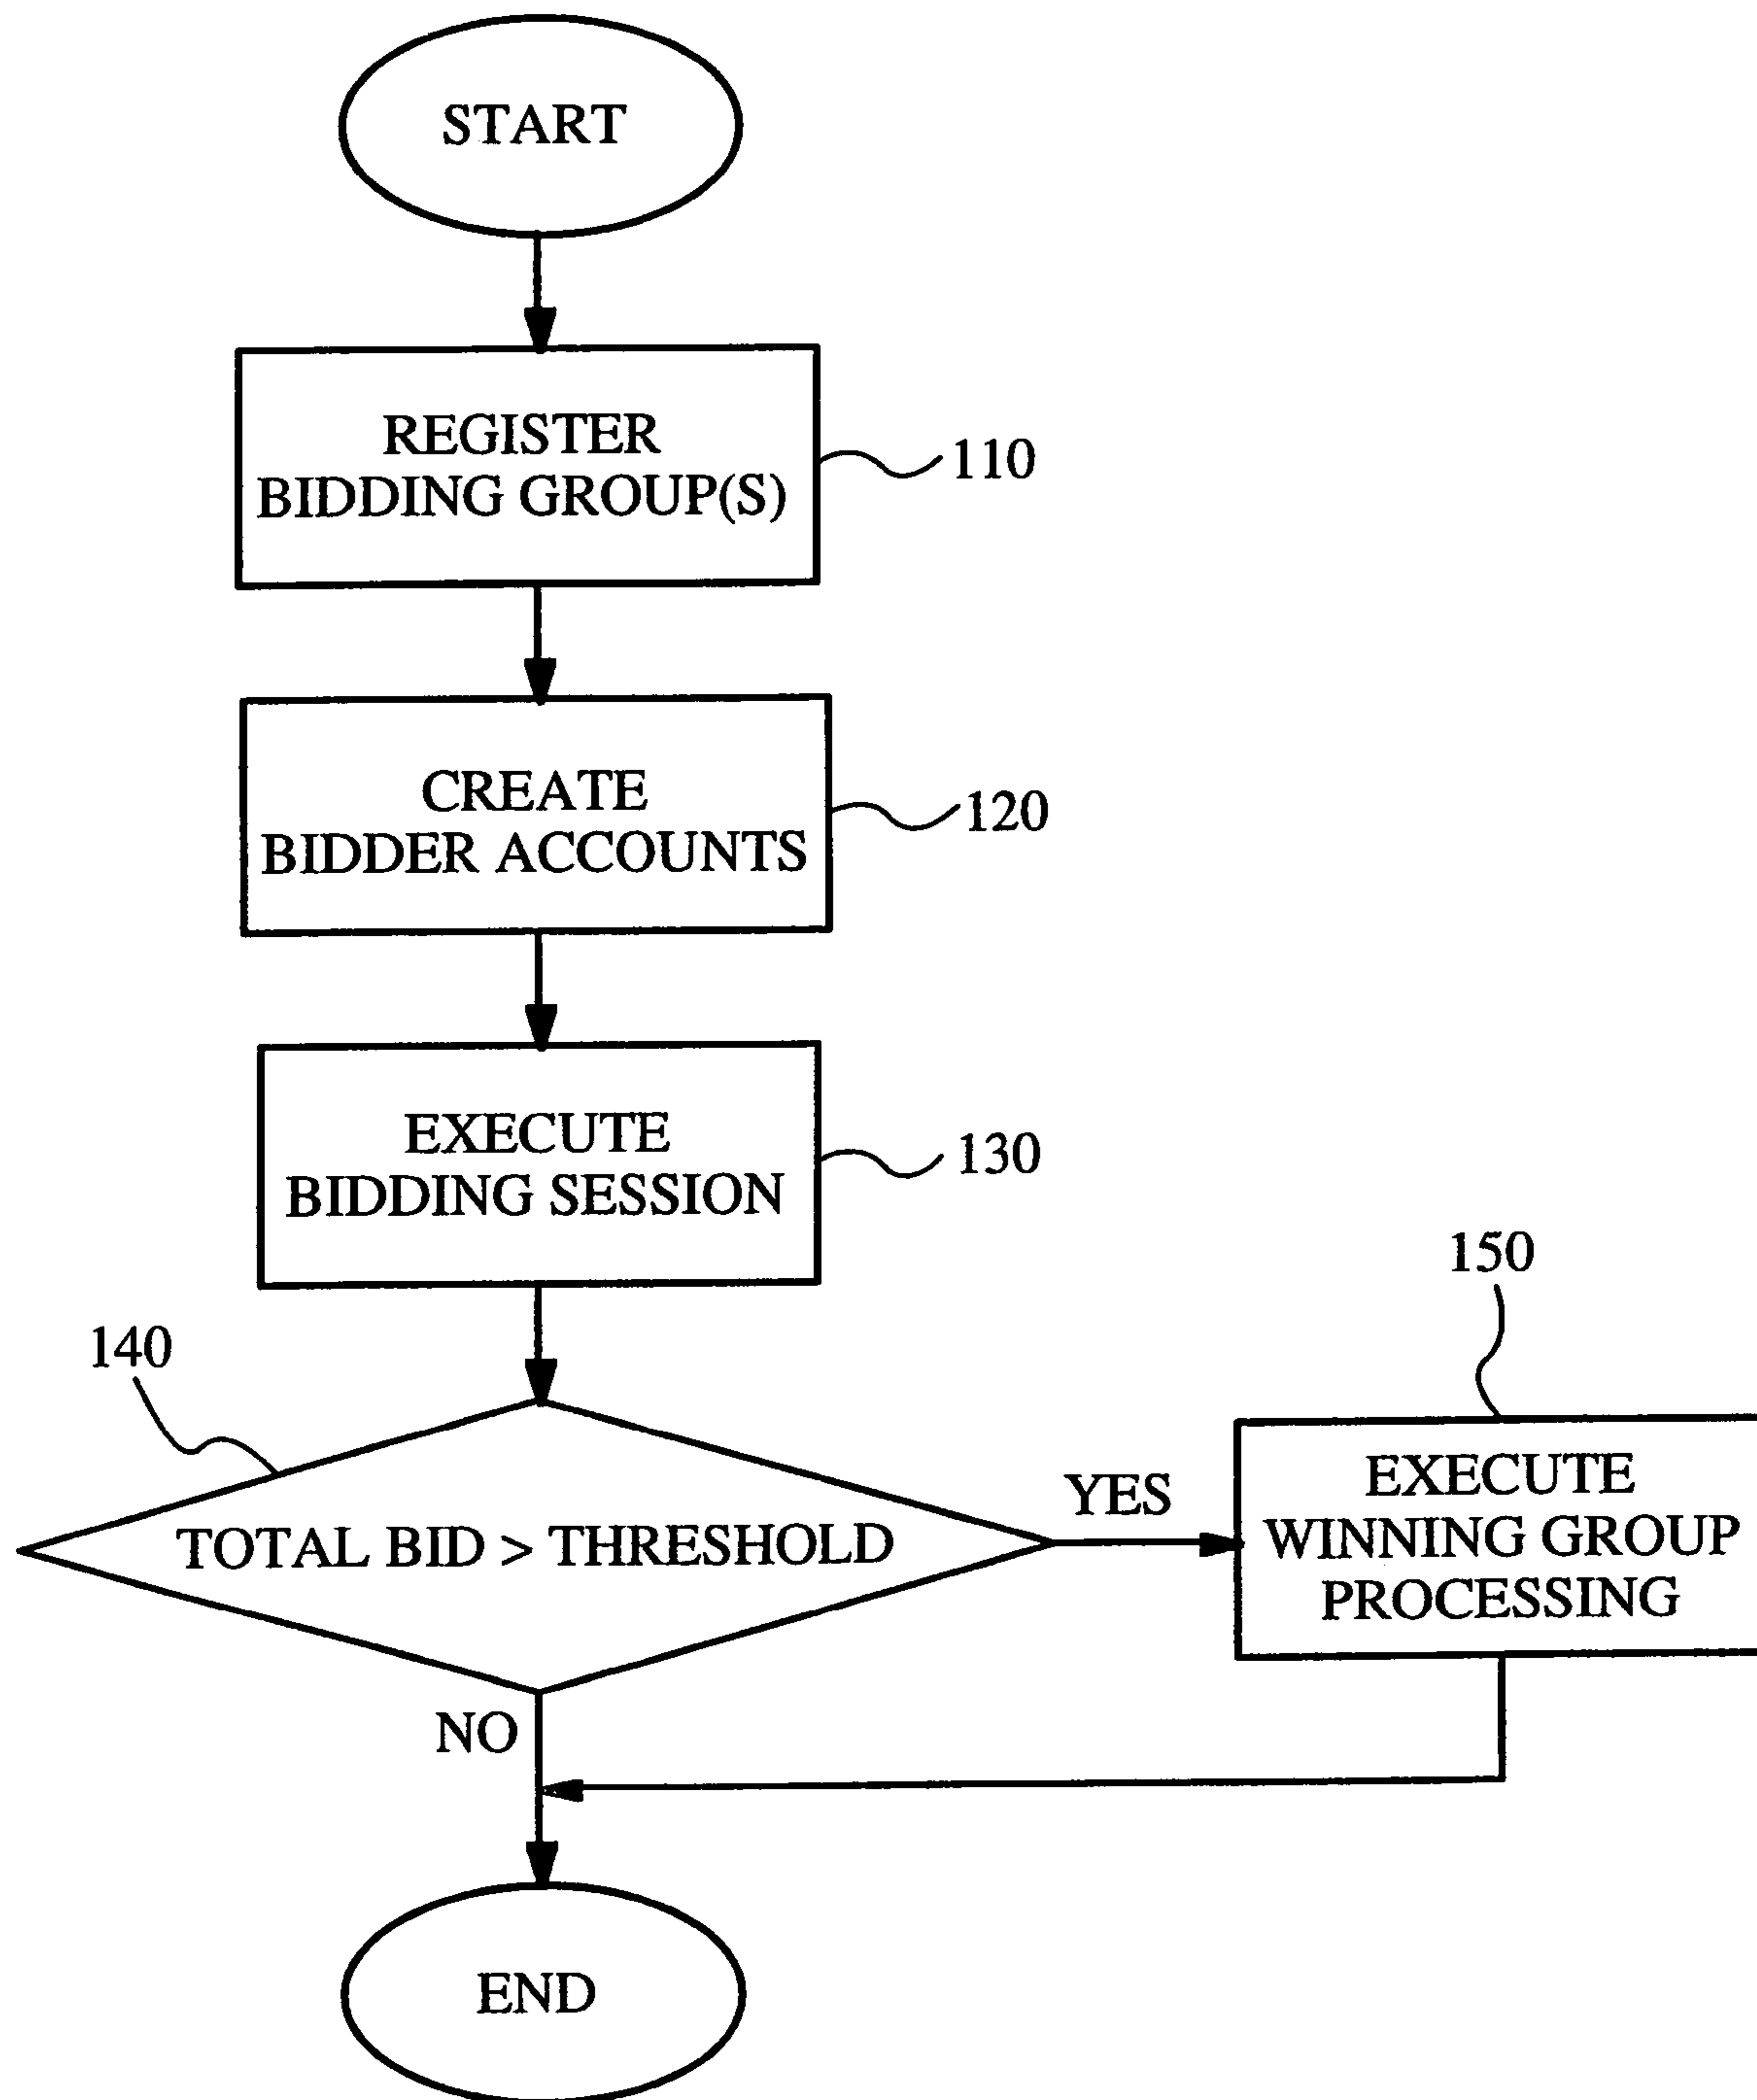 START
REGISTER
BIDDING GROUP(S)
110
CREATE
BIDDER ACCOUNTS
120
EXECUTE
BIDDING SESSION
130
140
TOTAL BID > THRESHOLD
YES
150
EXECUTE
WINNING GROUP
PROCESSING
NO
END